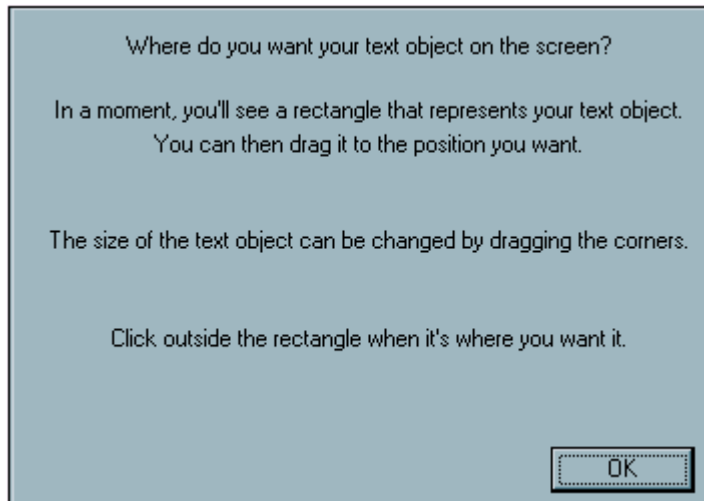 Where do you want your text object on the screen?
In a moment, you'll see a rectangle that represents your text object.
You can then drag it to the position you want.
The size of the text object can be changed by dragging the corners.
Click outside the rectangle when it's where you want it.
OK